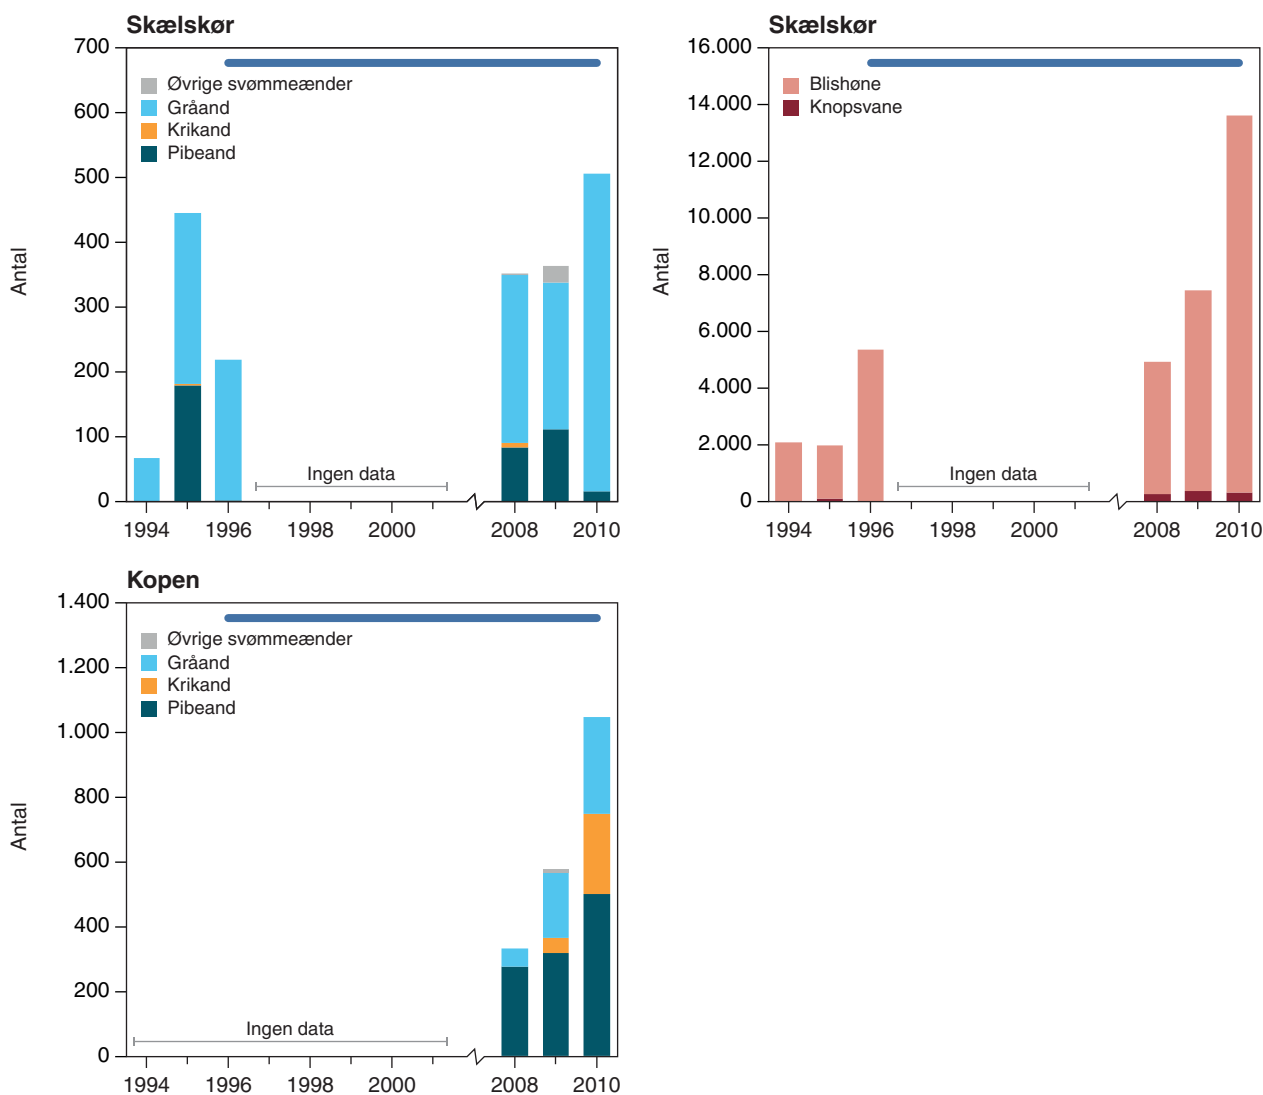 Skælskør
700
600
500
400
300
200
100
0
Antal
Øvrige svømmeænder
Gråand
Krikand
Pibeand
Ingen data
1994 1996 1998 2000 2008 2010
Skælskør
16.000
14.000
12.000
10.000
8.000
6.000
4.000
2.000
0
Antal
Blishøne
Knopsvane
Ingen data
1994 1996 1998 2000 2008 2010
Kopen
1.400
1.200
1.000
800
600
400
200
0
Antal
Øvrige svømmeænder
Gråand
Krikand
Pibeand
Ingen data
1994 1996 1998 2000 2008 2010